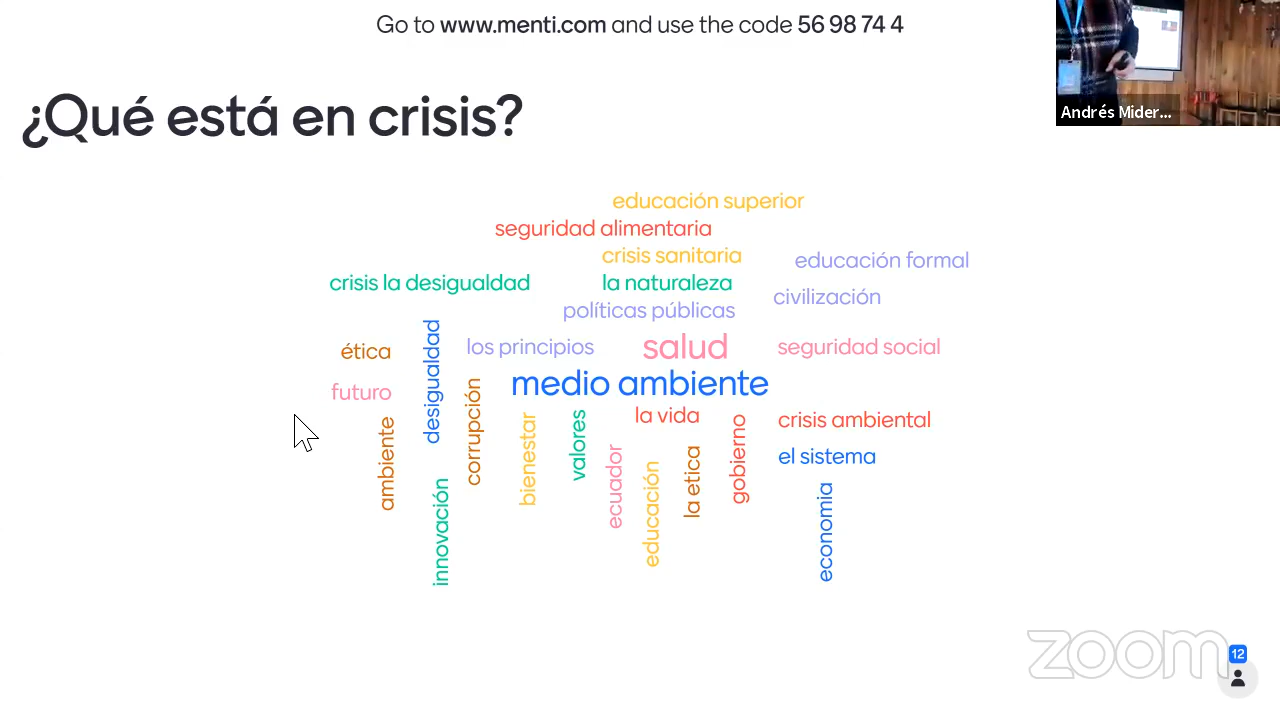 Go to www.menti.com and use the code 56 98 74 4
Andrés Mider...
¿Qué está en crisis?
educación superior
seguridad alimentaria
crisis sanitaria
educación formal
crisis la desigualdad
la naturaleza
civilización
políticas públicas
ética
desigualdad
los principios
salud
seguridad social
futuro
corrupción
medio ambiente
ambiente
bienestar
valores
la vida
crisis ambiental
innovación
ecuador
educación
la etica
gobierno
el sistema
economia
zoom
12